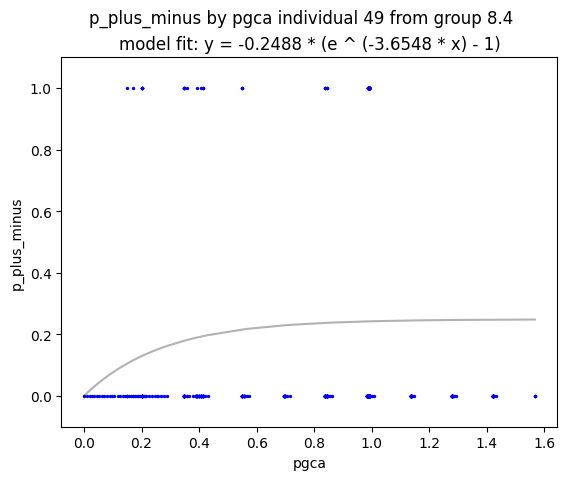 p_plus_minus by pgca individual 49 from group 8.4
model fit: y = -0.2488 * (e ^ (-3.6548 * x) - 1)
1.0
0.8
0.6
0.4
0.2
0.0
p_plus_minus
0.0 0.2 0.4 0.6 0.8 1.0 1.2 1.4 1.6
pgca